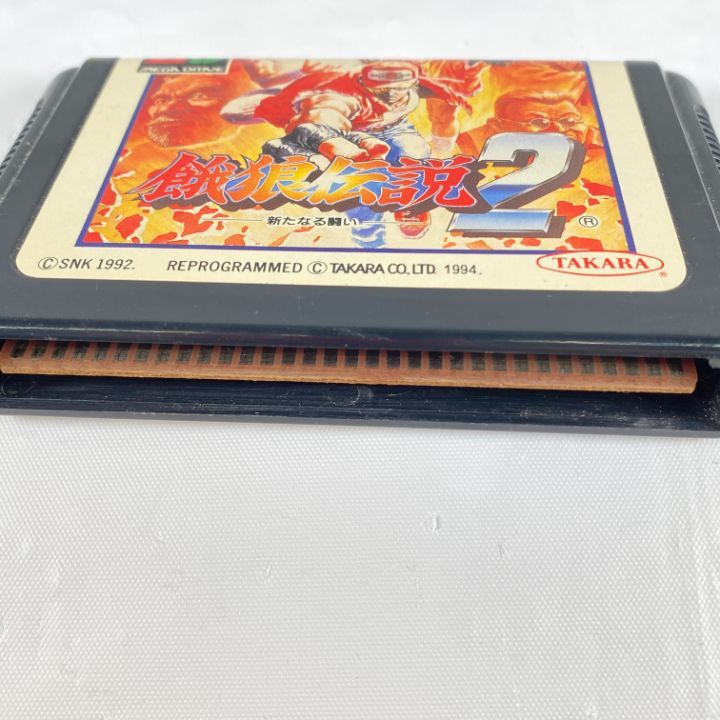 MEGA DRIVE
餓狼伝説2
新たなる闘い
®
©SNK 1992. REPROGRAMMED © TAKARA CO.,LTD. 1994.
TAKARA®